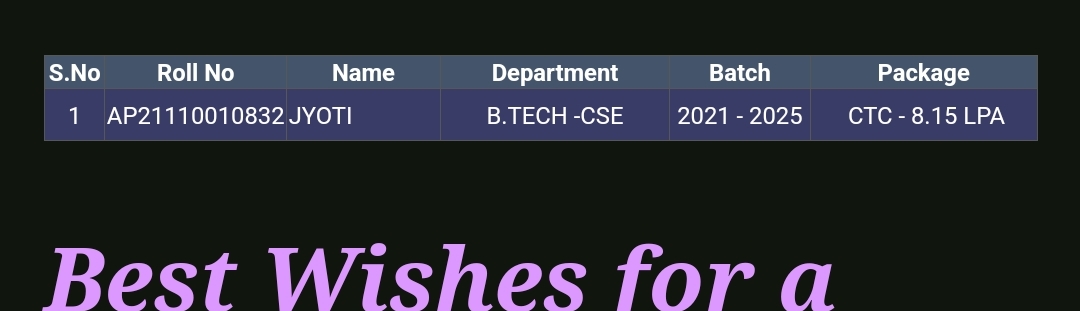 S.No Roll No Name Department Batch Package
1 AP21110010832 JYOTI B.TECH -CSE 2021 - 2025 CTC - 8.15 LPA
Best Wishes for a